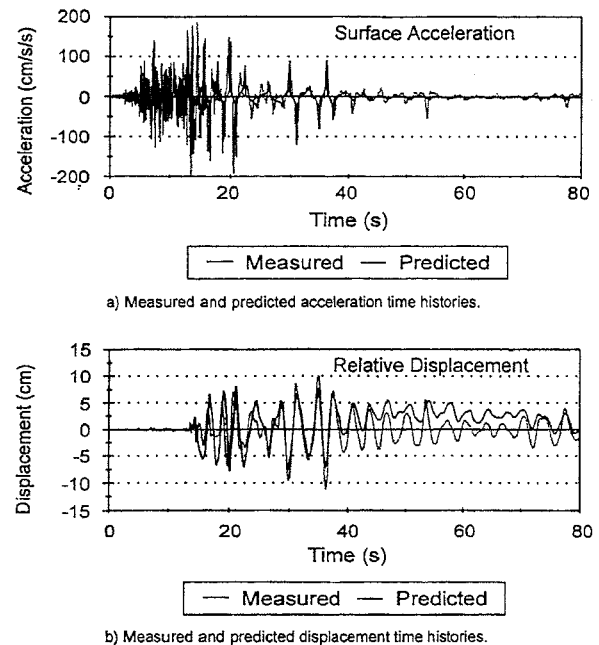 Surface Acceleration
Acceleration (cm/s/s)
200
100
0
-100
-200
0 20 40 60 80
Time (s)
Measured Predicted
a) Measured and predicted acceleration time histories.
Relative Displacement
Displacement (cm)
15
10
5
0
-5
-10
-15
0 20 40 60 80
Time (s)
Measured Predicted
b) Measured and predicted displacement time histories.